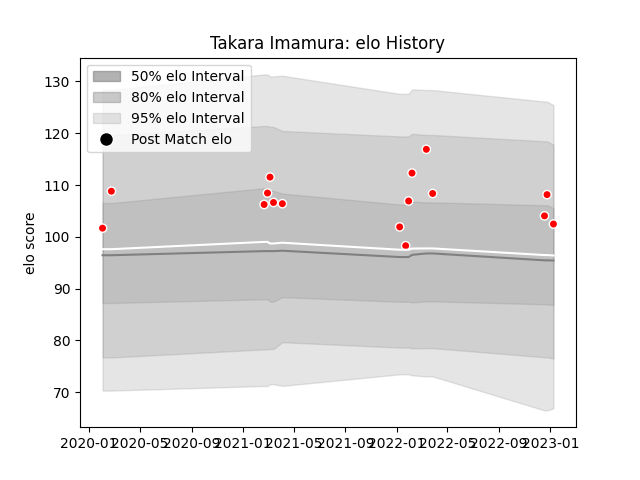 Takara Imamura: elo History
50% elo Interval
80% elo Interval
95% elo Interval
Post Match elo
elo score
130
120
110
100
90
80
70
2020-01 2020-05 2020-09 2021-01 2021-05 2021-09 2022-01 2022-05 2022-09 2023-01